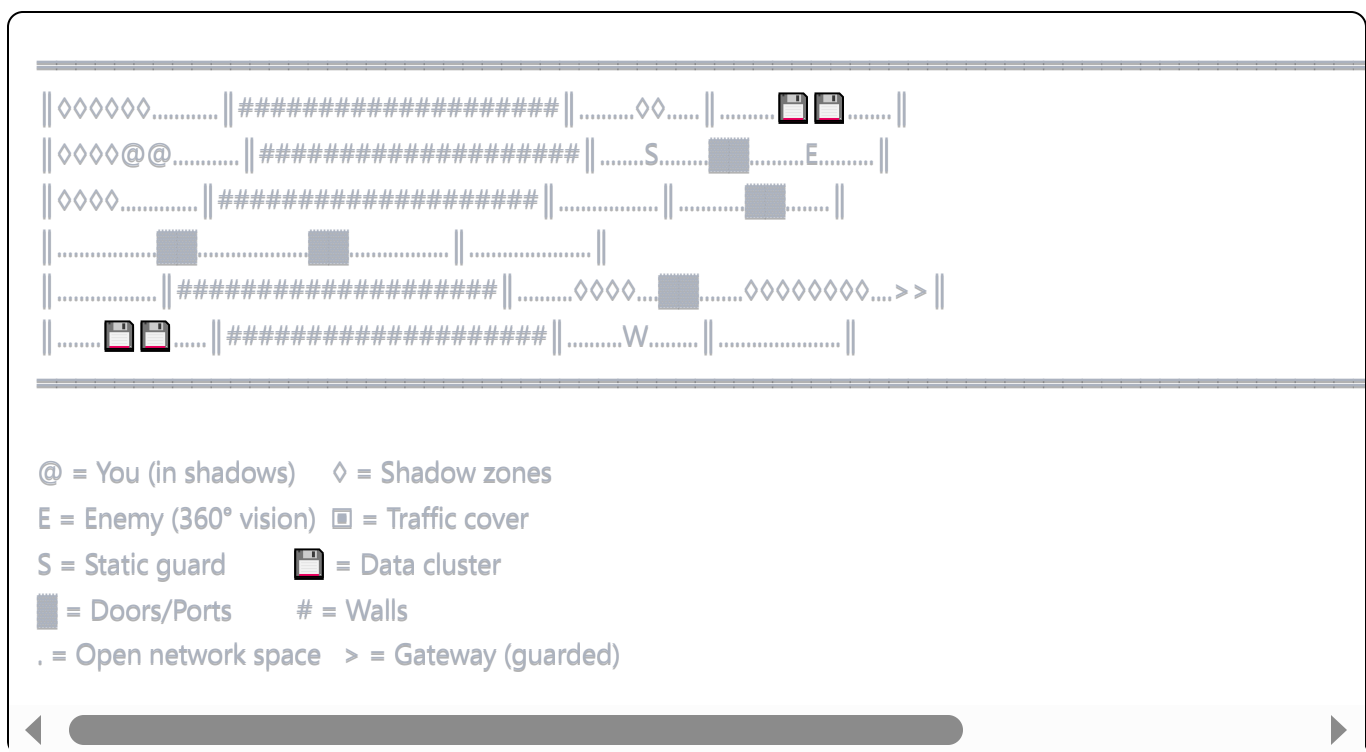 ══════════════════════════════════════════════════════════════════════
║◊◊◊◊◊◊............║####################║..........◊◊......║..........💾💾........║
║◊◊◊◊@@............║####################║........S.........██..........E..........║
║◊◊◊◊..............║####################║..................║............██........║
║..................██....................██..................║......................║
║..................║####################║..........◊◊◊◊....██........◊◊◊◊◊◊◊◊....>>║
║........💾💾......║####################║..........W.........║......................║
══════════════════════════════════════════════════════════════════════
@ = You (in shadows) ◊ = Shadow zones
E = Enemy (360° vision) ▣ = Traffic cover
S = Static guard 💾 = Data cluster
█ = Doors/Ports # = Walls
. = Open network space > = Gateway (guarded)